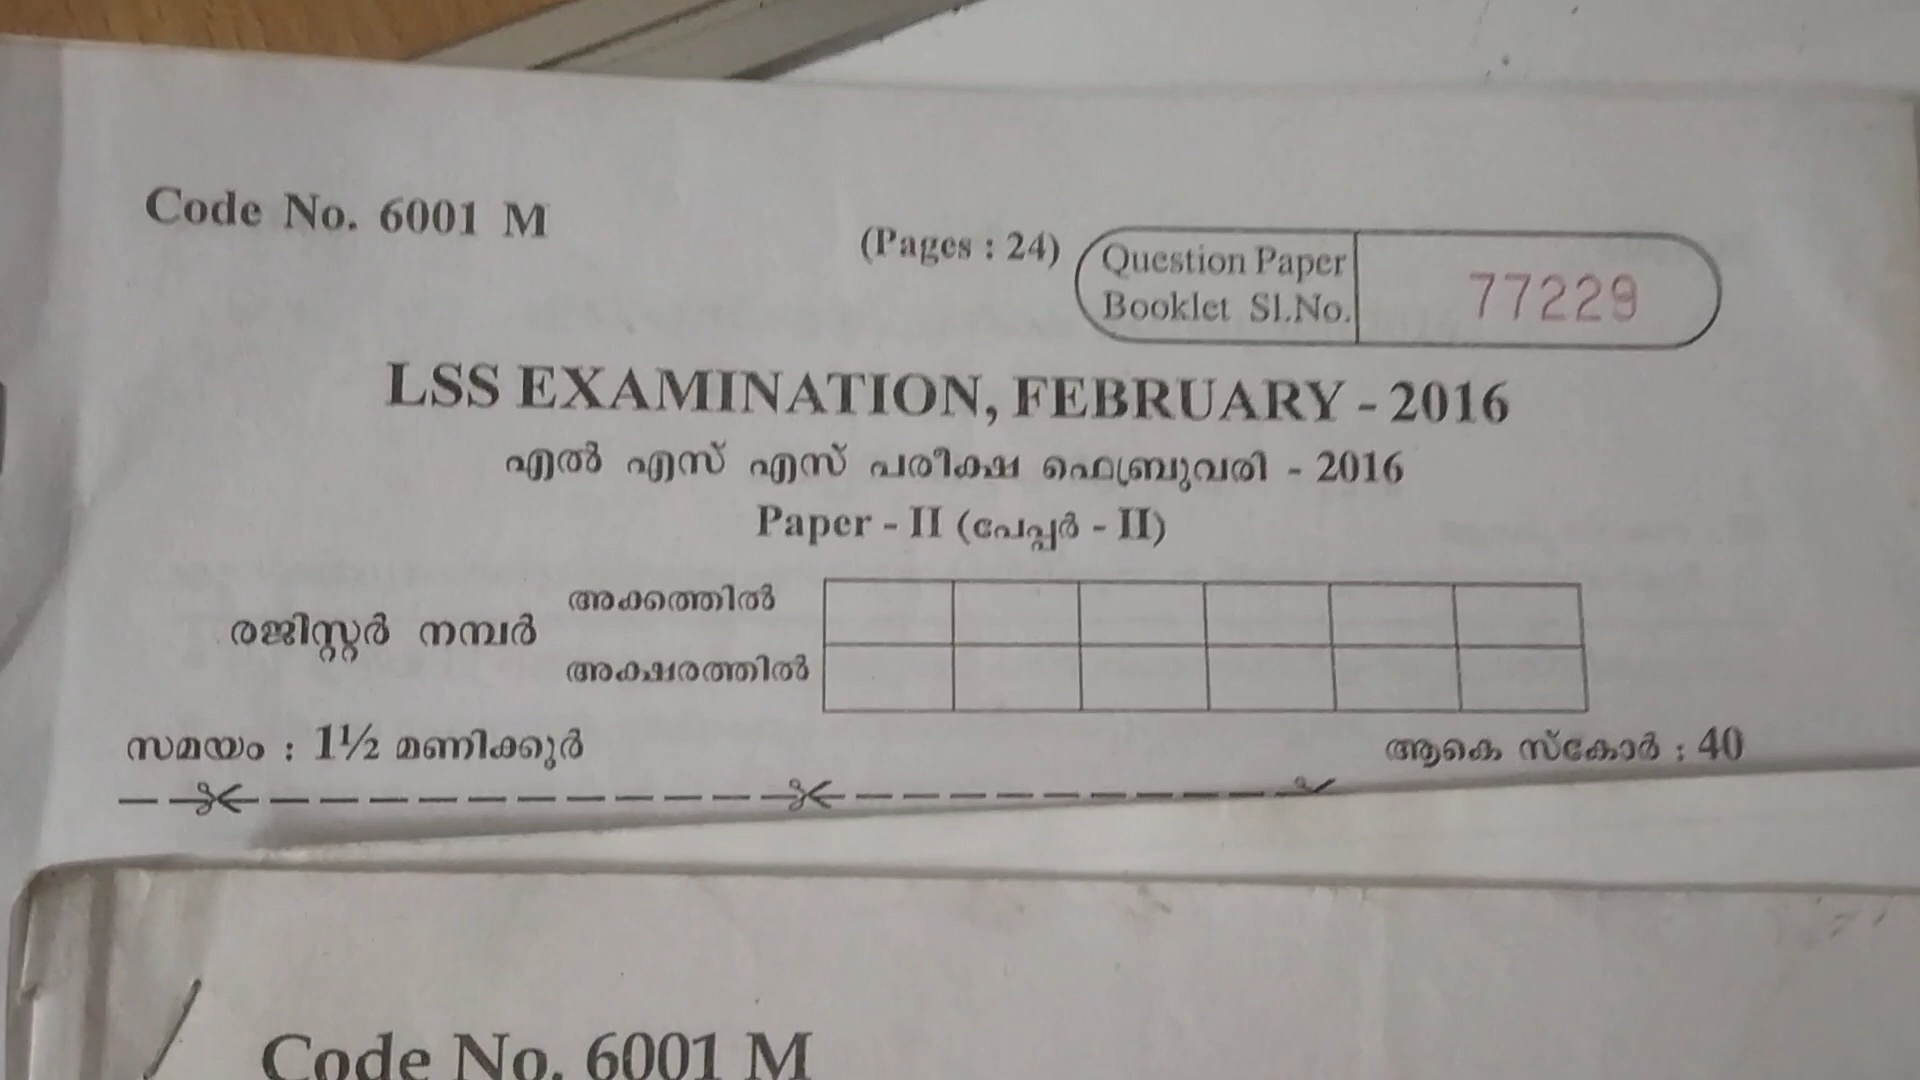 Code No. 6001 M
(Pages : 24)
Question Paper
Booklet Sl.No.
77229
LSS EXAMINATION, FEBRUARY - 2016
എൽ എസ് എസ് പരീക്ഷ ഫെബ്രുവരി - 2016
Paper - II (പേപ്പർ - II)
രജിസ്റ്റർ നമ്പർ
അക്കത്തിൽ
അക്ഷരത്തിൽ
സമയം : 1½ മണിക്കൂർ
ആകെ സ്കോർ : 40
Code No. 6001 M